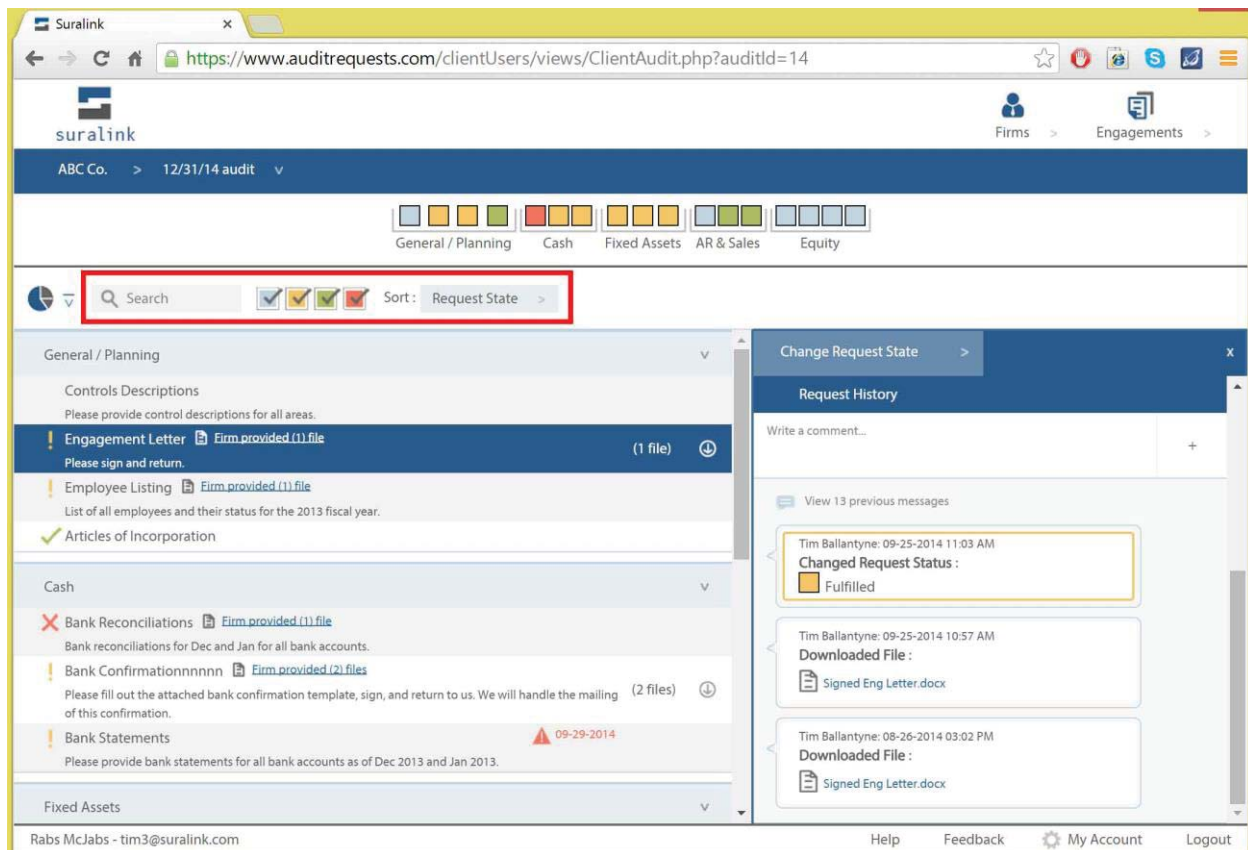 Suralink
https://www.auditrequests.com/clientUsers/views/ClientAudit.php?auditId=14
suralink
Firms >
Engagements >
ABC Co. > 12/31/14 audit v
General / Planning
Cash
Fixed Assets
AR & Sales
Equity
Search
Sort : Request State >
General / Planning v
Controls Descriptions
Please provide control descriptions for all areas.
Engagement Letter Firm provided (1) file
(1 file)
Please sign and return.
Employee Listing Firm provided (1) file
List of all employees and their status for the 2013 fiscal year.
Articles of Incorporation
Cash v
Bank Reconciliations Firm provided (1) file
Bank reconciliations for Dec and Jan for all bank accounts.
Bank Confirmationnnnnn Firm provided (2) files
Please fill out the attached bank confirmation template, sign, and return to us. We will handle the mailing
of this confirmation.
(2 files)
Bank Statements 09-29-2014
Please provide bank statements for all bank accounts as of Dec 2013 and Jan 2013.
Fixed Assets v
Change Request State > x
Request History
Write a comment...
+
View 13 previous messages
Tim Ballantyne: 09-25-2014 11:03 AM
Changed Request Status :
Fulfilled
Tim Ballantyne: 09-25-2014 10:57 AM
Downloaded File :
Signed Eng Letter.docx
Tim Ballantyne: 08-26-2014 03:02 PM
Downloaded File :
Signed Eng Letter.docx
Rabs McJabs - tim3@suralink.com
Help Feedback My Account Logout